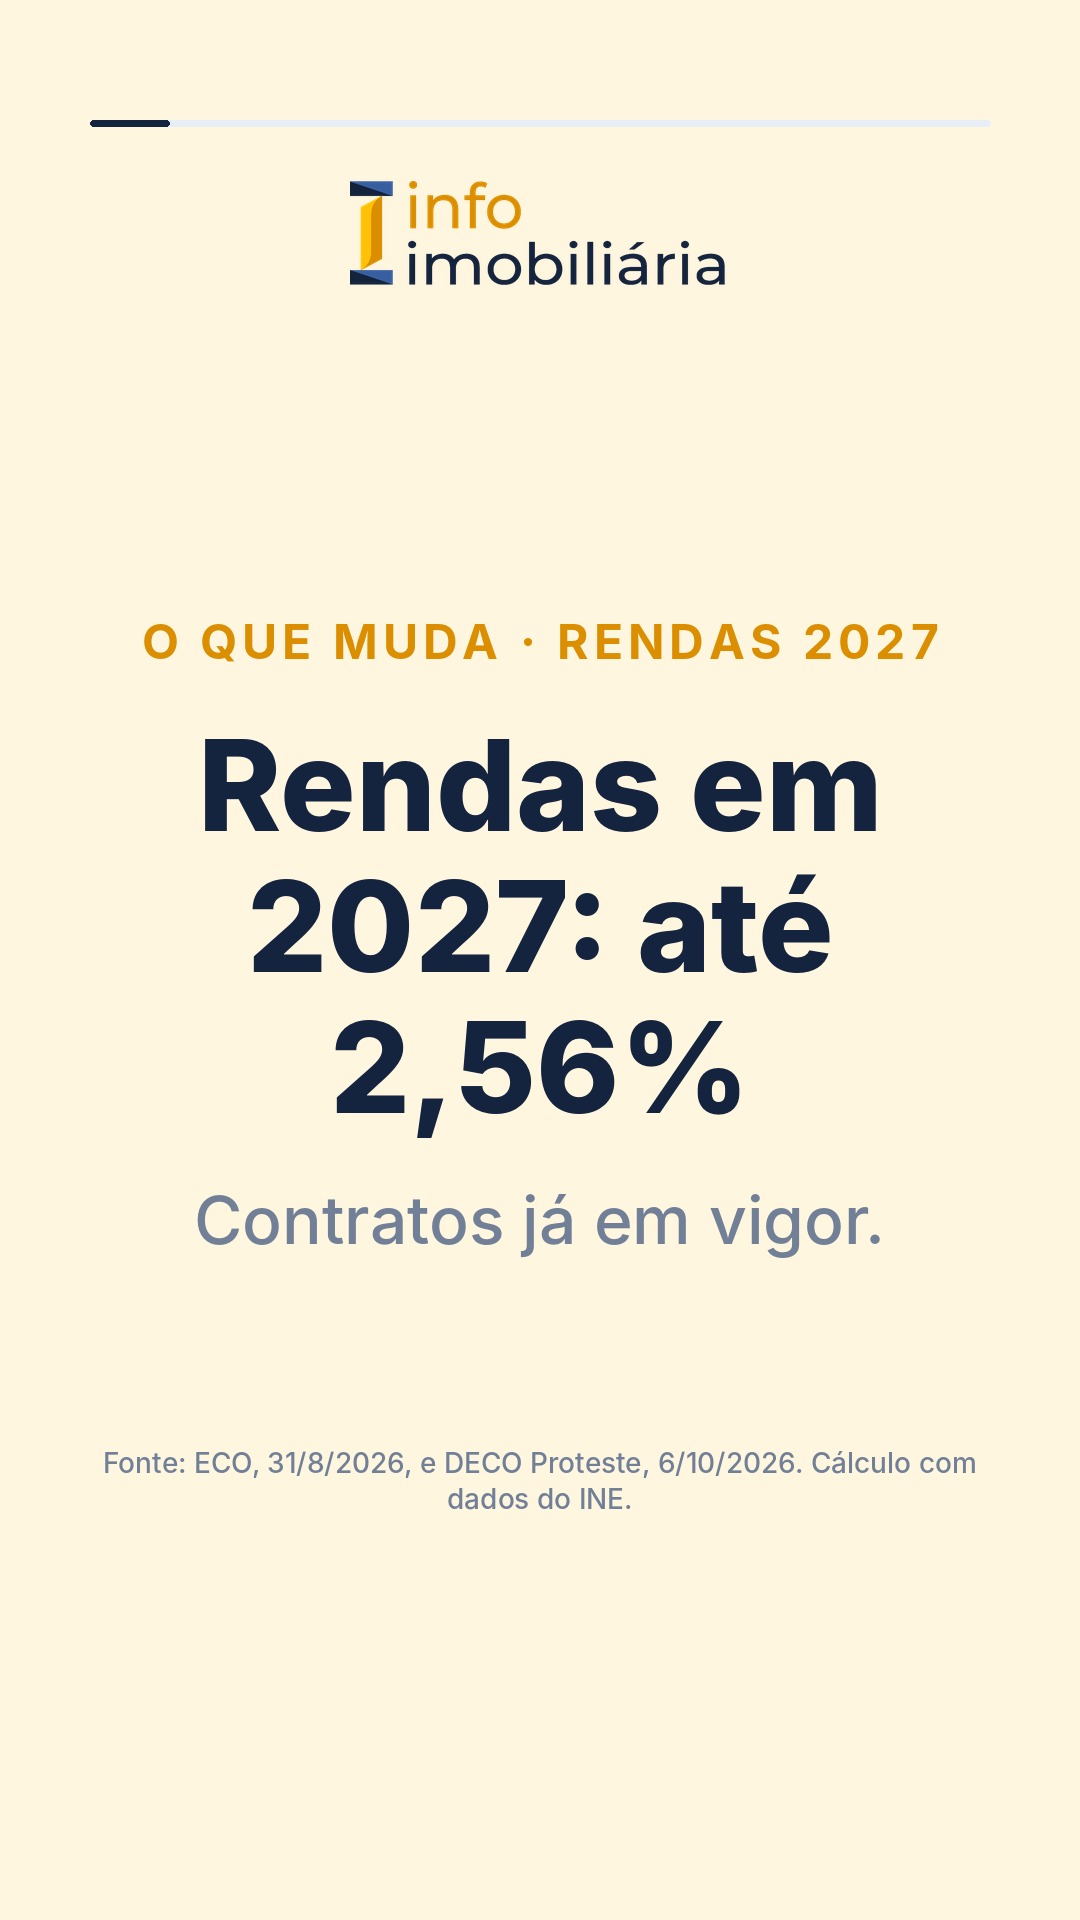 info
imobiliária
O QUE MUDA · RENDAS 2027
Rendas em
2027: até
2,56%
Contratos já em vigor.
Fonte: ECO, 31/8/2026, e DECO Proteste, 6/10/2026. Cálculo com
dados do INE.